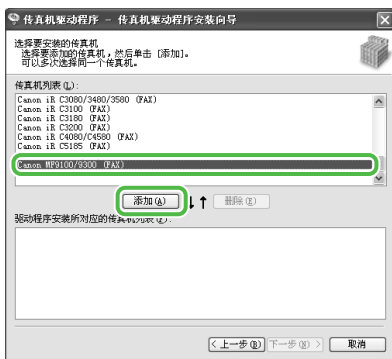 传真机驱动程序 - 传真机驱动程序安装向导
选择要安装的传真机
选择要添加的传真机，然后单击 [添加]。
可以多次选择同一个传真机。
传真机列表(L):
Canon iR C3080/3480/3580 (FAX)
Canon iR C3100 (FAX)
Canon iR C3180 (FAX)
Canon iR C3200 (FAX)
Canon iR C4080/C4580 (FAX)
Canon iR C5185 (FAX)
Canon MF9100/9300 (FAX)
添加(A) ↓ ↑ 删除(E)
驱动程序安装所对应的传真机列表(P):
< 上一步(B) 下一步(N) > 取消